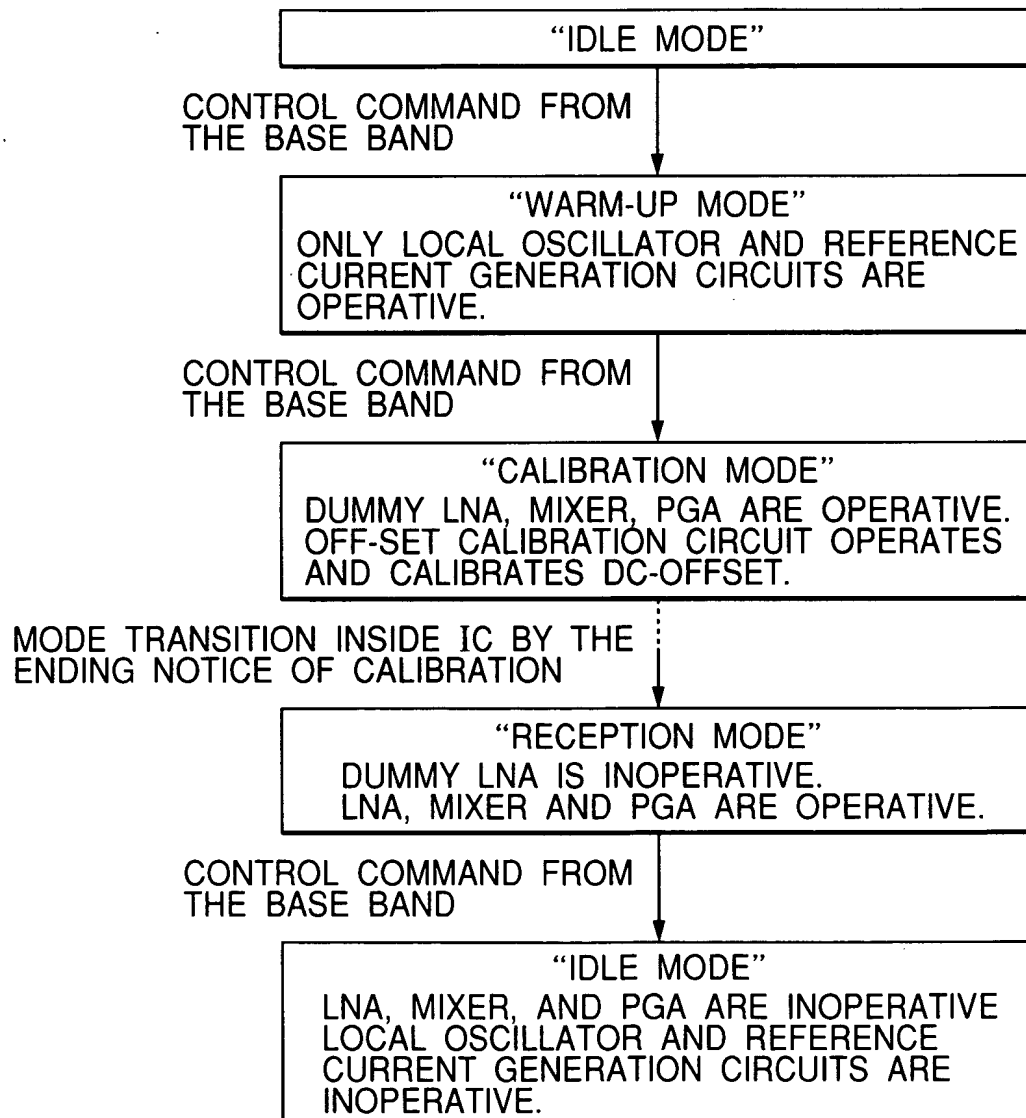 “IDLE MODE”
CONTROL COMMAND FROM
THE BASE BAND
“WARM-UP MODE”
ONLY LOCAL OSCILLATOR AND REFERENCE
CURRENT GENERATION CIRCUITS ARE
OPERATIVE.
CONTROL COMMAND FROM
THE BASE BAND
“CALIBRATION MODE”
DUMMY LNA, MIXER, PGA ARE OPERATIVE.
OFF-SET CALIBRATION CIRCUIT OPERATES
AND CALIBRATES DC-OFFSET.
MODE TRANSITION INSIDE IC BY THE
ENDING NOTICE OF CALIBRATION
“RECEPTION MODE”
DUMMY LNA IS INOPERATIVE.
LNA, MIXER AND PGA ARE OPERATIVE.
CONTROL COMMAND FROM
THE BASE BAND
“IDLE MODE”
LNA, MIXER, AND PGA ARE INOPERATIVE
LOCAL OSCILLATOR AND REFERENCE
CURRENT GENERATION CIRCUITS ARE
INOPERATIVE.